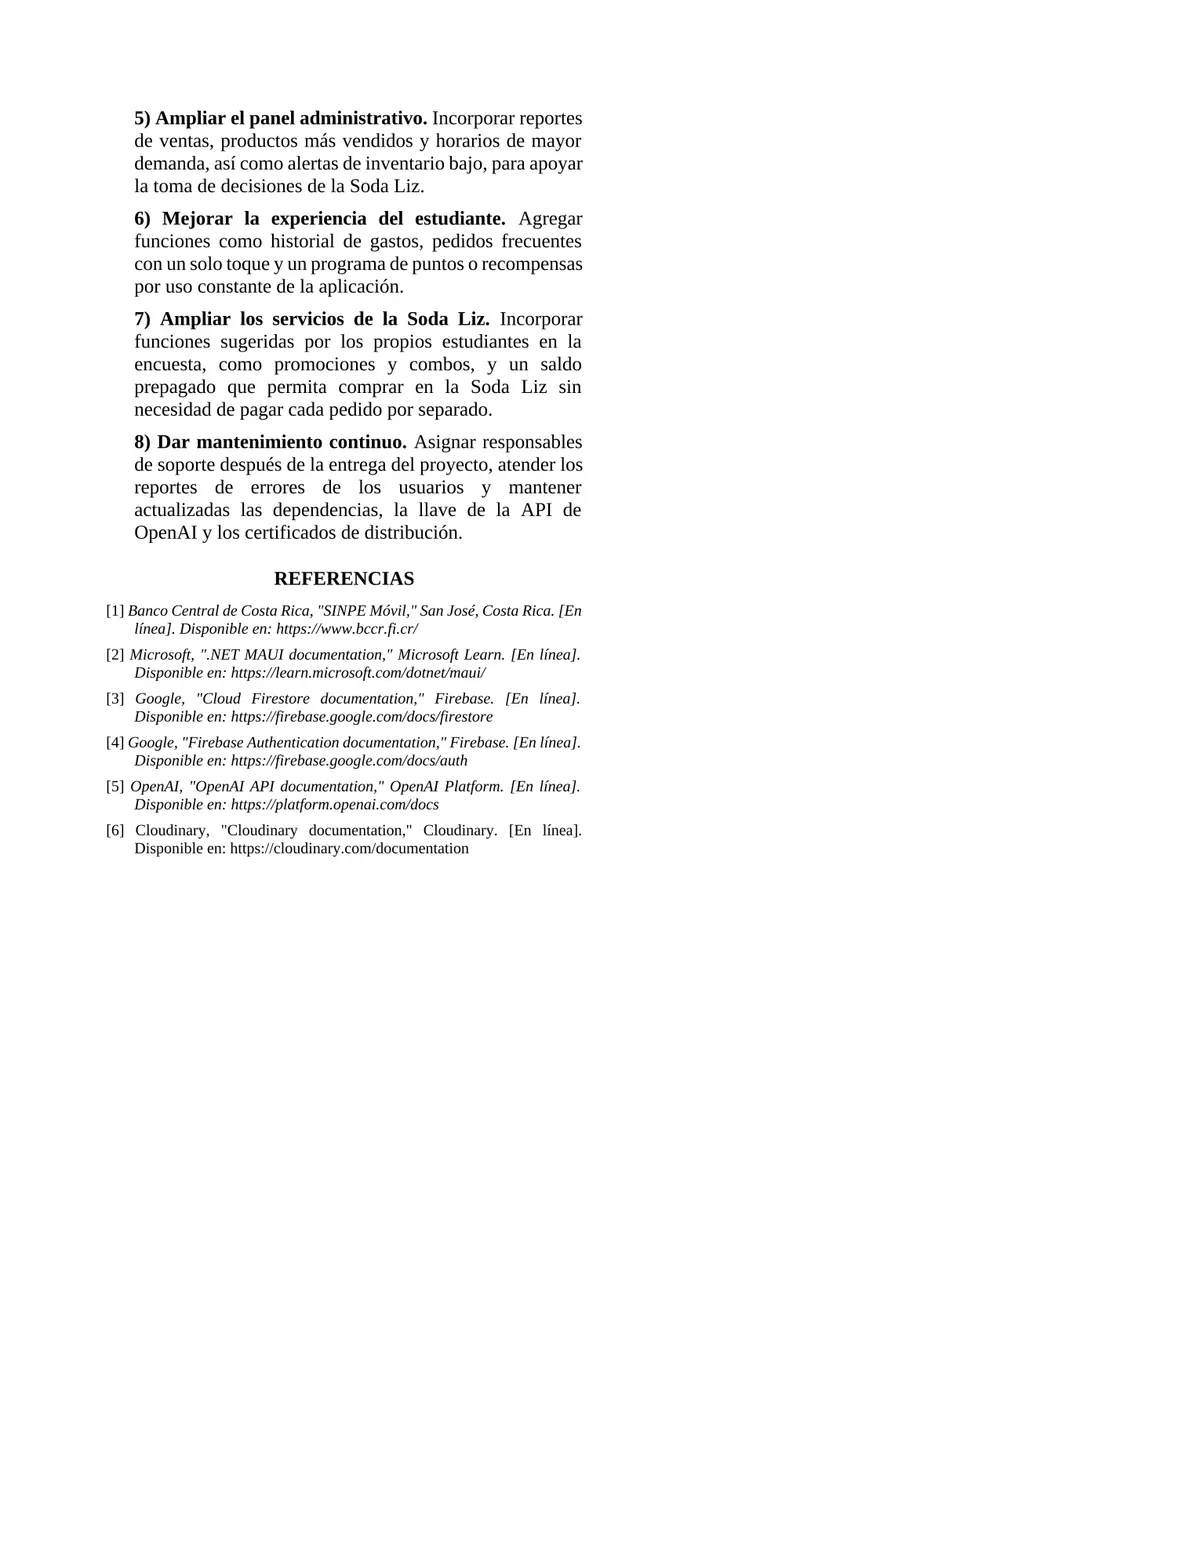 5) Ampliar el panel administrativo. Incorporar reportes
de ventas, productos más vendidos y horarios de mayor
demanda, así como alertas de inventario bajo, para apoyar
la toma de decisiones de la Soda Liz.
6) Mejorar la experiencia del estudiante. Agregar
funciones como historial de gastos, pedidos frecuentes
con un solo toque y un programa de puntos o recompensas
por uso constante de la aplicación.
7) Ampliar los servicios de la Soda Liz. Incorporar
funciones sugeridas por los propios estudiantes en la
encuesta, como promociones y combos, y un saldo
prepagado que permita comprar en la Soda Liz sin
necesidad de pagar cada pedido por separado.
8) Dar mantenimiento continuo. Asignar responsables
de soporte después de la entrega del proyecto, atender los
reportes de errores de los usuarios y mantener
actualizadas las dependencias, la llave de la API de
OpenAI y los certificados de distribución.
REFERENCIAS
[1] Banco Central de Costa Rica, "SINPE Móvil," San José, Costa Rica. [En
línea]. Disponible en: https://www.bccr.fi.cr/
[2] Microsoft, ".NET MAUI documentation," Microsoft Learn. [En línea].
Disponible en: https://learn.microsoft.com/dotnet/maui/
[3] Google, "Cloud Firestore documentation," Firebase. [En línea].
Disponible en: https://firebase.google.com/docs/firestore
[4] Google, "Firebase Authentication documentation," Firebase. [En línea].
Disponible en: https://firebase.google.com/docs/auth
[5] OpenAI, "OpenAI API documentation," OpenAI Platform. [En línea].
Disponible en: https://platform.openai.com/docs
[6] Cloudinary, "Cloudinary documentation," Cloudinary. [En línea].
Disponible en: https://cloudinary.com/documentation